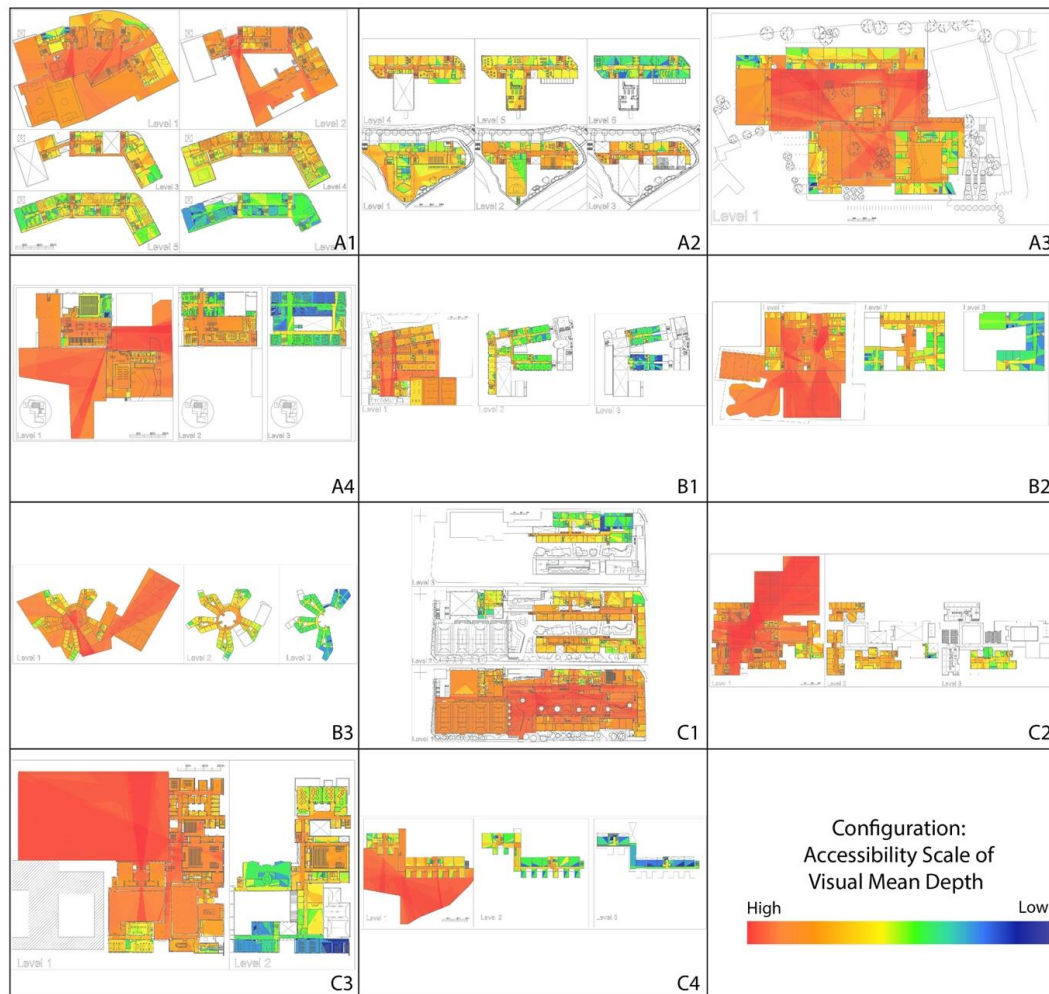 Level 1
Level 2
Level 3
Level 4
Level 5
Level
A1
Level 4
Level 5
Level 6
Level 1
Level 2
Level 3
A2
Level 1
A3
Level 1
Level 2
Level 3
A4
Level 1
Level 2
Level 3
B1
Level 1
Level 2
Level 3
B2
Level 1
Level 2
Level 3
B3
Level 3
Level 2
Level 1
C1
Level 1
Level 2
Level 3
C2
Level 1
Level 2
C3
Level 1
Level 2
Level 3
C4
Configuration:
Accessibility Scale of
Visual Mean Depth
High
Low